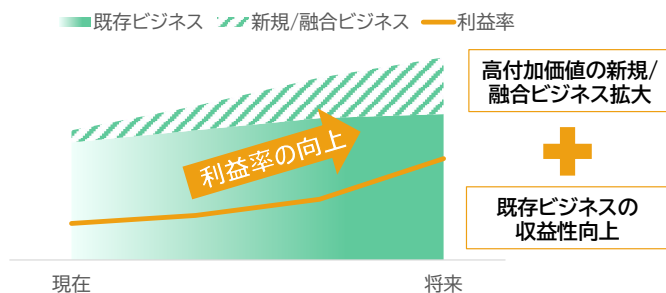 既存ビジネス 新規/融合ビジネス 利益率
高付加価値の新規/
融合ビジネス拡大
利益率の向上
既存ビジネスの
収益性向上
現在 将来